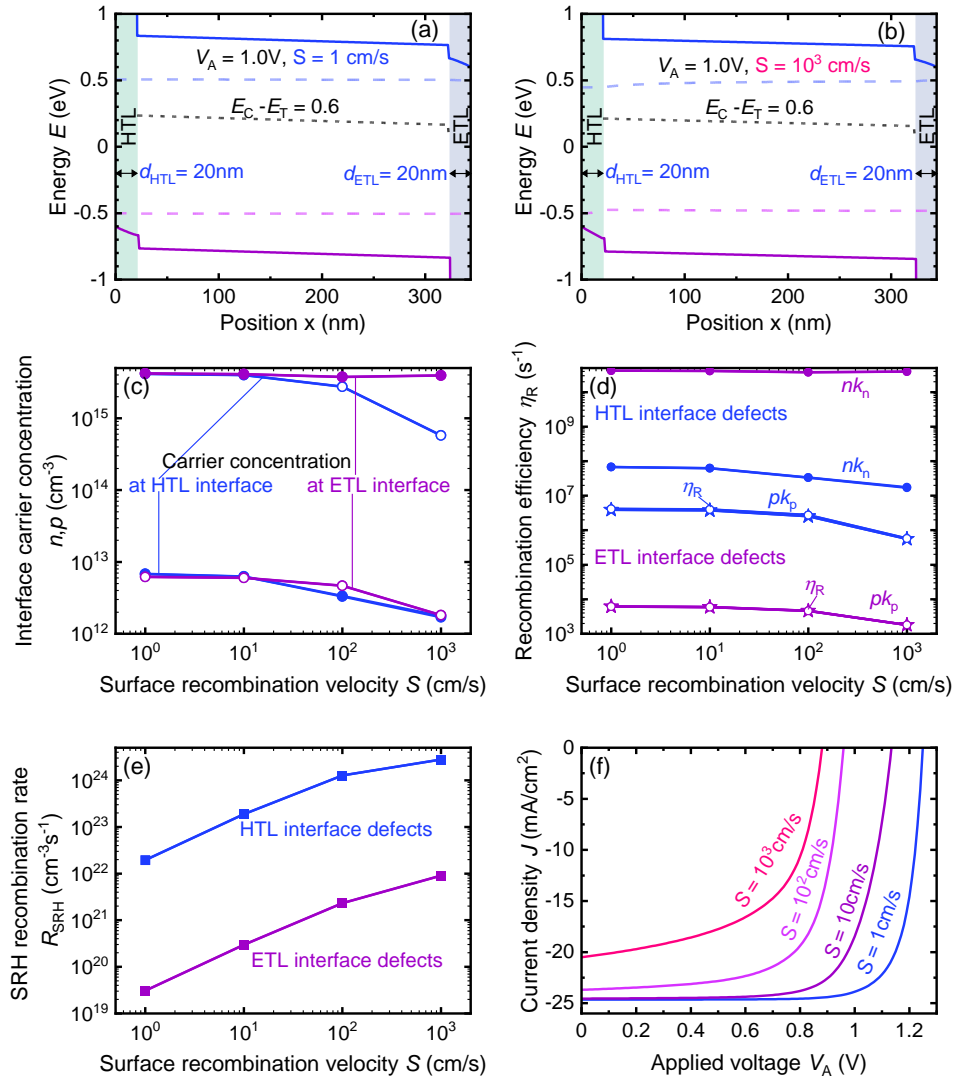 (a)
V_A = 1.0V, S = 1 cm/s
E_C -E_T = 0.6
HTL
ETL
d_HTL = 20nm
d_ETL = 20nm
1
0.5
0
-0.5
-1
Energy E (eV)
0 100 200 300
Position x (nm)
(b)
V_A = 1.0V, S = 10^3 cm/s
E_C -E_T = 0.6
HTL
ETL
d_HTL = 20nm
d_ETL = 20nm
1
0.5
0
-0.5
-1
Energy E (eV)
0 100 200 300
Position x (nm)
(c)
Carrier concentration
at HTL interface
at ETL interface
10^15
10^14
10^13
10^12
Interface carrier concentration
n,p (cm^-3)
10^0 10^1 10^2 10^3
Surface recombination velocity S (cm/s)
(d)
nk_n
HTL interface defects
nk_n
η_R
pk_p
ETL interface defects
η_R
pk_p
10^9
10^7
10^5
10^3
Recombination efficiency η_R (s^-1)
10^0 10^1 10^2 10^3
Surface recombination velocity S (cm/s)
(e)
HTL interface defects
ETL interface defects
10^24
10^23
10^22
10^21
10^20
10^19
SRH recombination rate
R_SRH (cm^-3s^-1)
10^0 10^1 10^2 10^3
Surface recombination velocity S (cm/s)
(f)
S = 10^3cm/s
S = 10^2cm/s
S = 10cm/s
S = 1cm/s
0
-5
-10
-15
-20
-25
Current density J (mA/cm^2)
0 0.2 0.4 0.6 0.8 1 1.2
Applied voltage V_A (V)